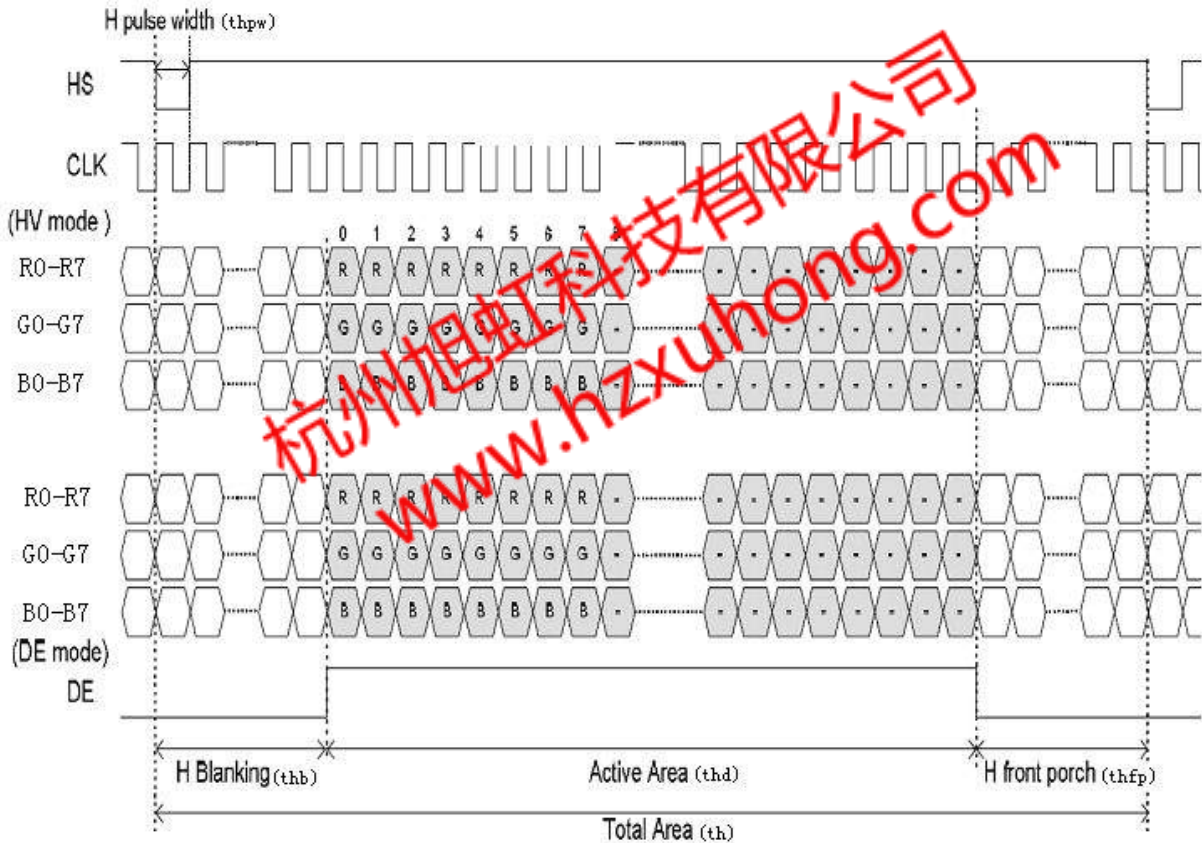 H pulse width (thpw)
HS
CLK
(HV mode )
0 1 2 3 4 5 6 7 8
R0-R7 R R R R R R R R - - - - - - - -
G0-G7 G G G G G G G G - - - - - - - - -
B0-B7 B B B B B B B B - - - - - - - - -
杭州旭虹科技有限公司
www.hzxuhong.com
R0-R7 R R R R R R R R - - - - - - - - -
G0-G7 G G G G G G G G - - - - - - - - -
B0-B7 B B B B B B B B - - - - - - - - -
(DE mode)
DE
H Blanking(thb) Active Area (thd) H front porch (thfp)
Total Area (th)